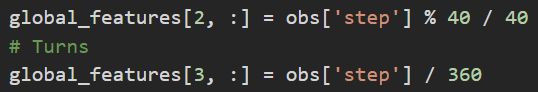 global_features[2, :] = obs['step'] % 40 / 40
# Turns
global_features[3, :] = obs['step'] / 360